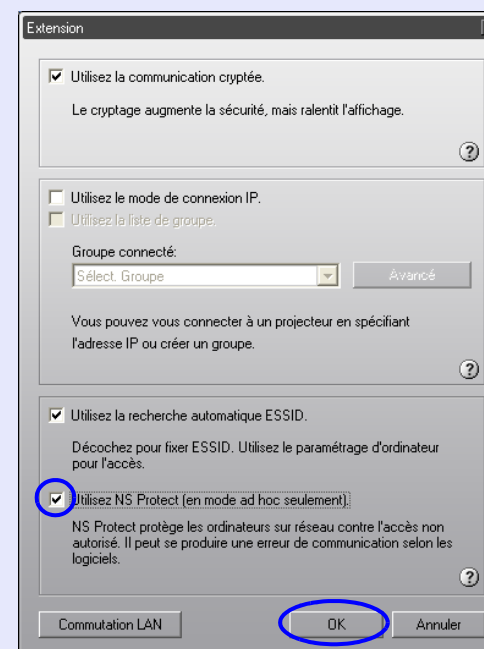 Extension
Utilisez la communication cryptée.
Le cryptage augmente la sécurité, mais ralentit l'affichage.
?
Utilisez le mode de connexion IP.
Utilisez la liste de groupe.
Groupe connecté:
Sélect. Groupe
Avancé
Vous pouvez vous connecter à un projecteur en spécifiant
l'adresse IP ou créer un groupe.
?
Utilisez la recherche automatique ESSID.
Décochez pour fixer ESSID. Utilisez le paramétrage d'ordinateur
pour l'accès.
Utilisez NS Protect (en mode ad hoc seulement).
NS Protect protège les ordinateurs sur réseau contre l'accès non
autorisé. Il peut se produire une erreur de communication selon les
logiciels.
?
Commutation LAN
OK
Annuler